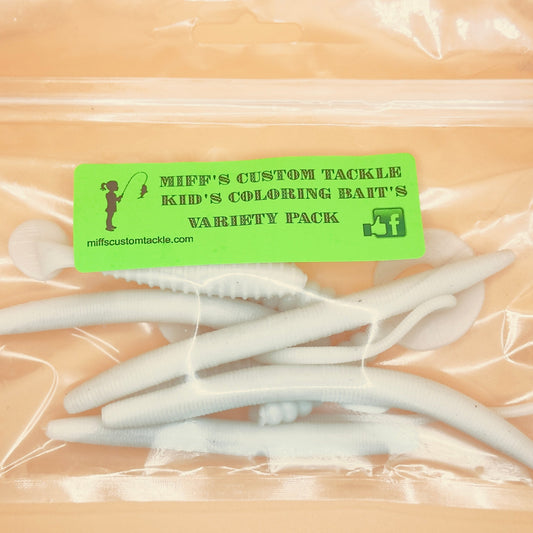 MIFF'S CUSTOM TACKLE
KID'S COLORING BAIT'S
VARIETY PACK
miffscustomtackle.com
f